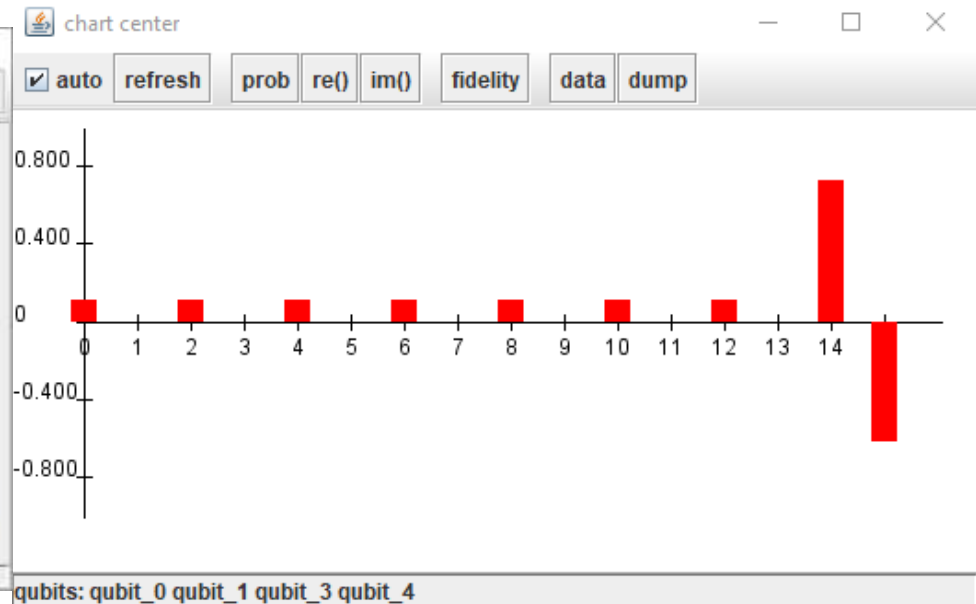 chart center
auto refresh prob re() im() fidelity data dump
0.800
0.400
0
-0.400
-0.800
0 1 2 3 4 5 6 7 8 9 10 11 12 13 14
qubits: qubit_0 qubit_1 qubit_3 qubit_4